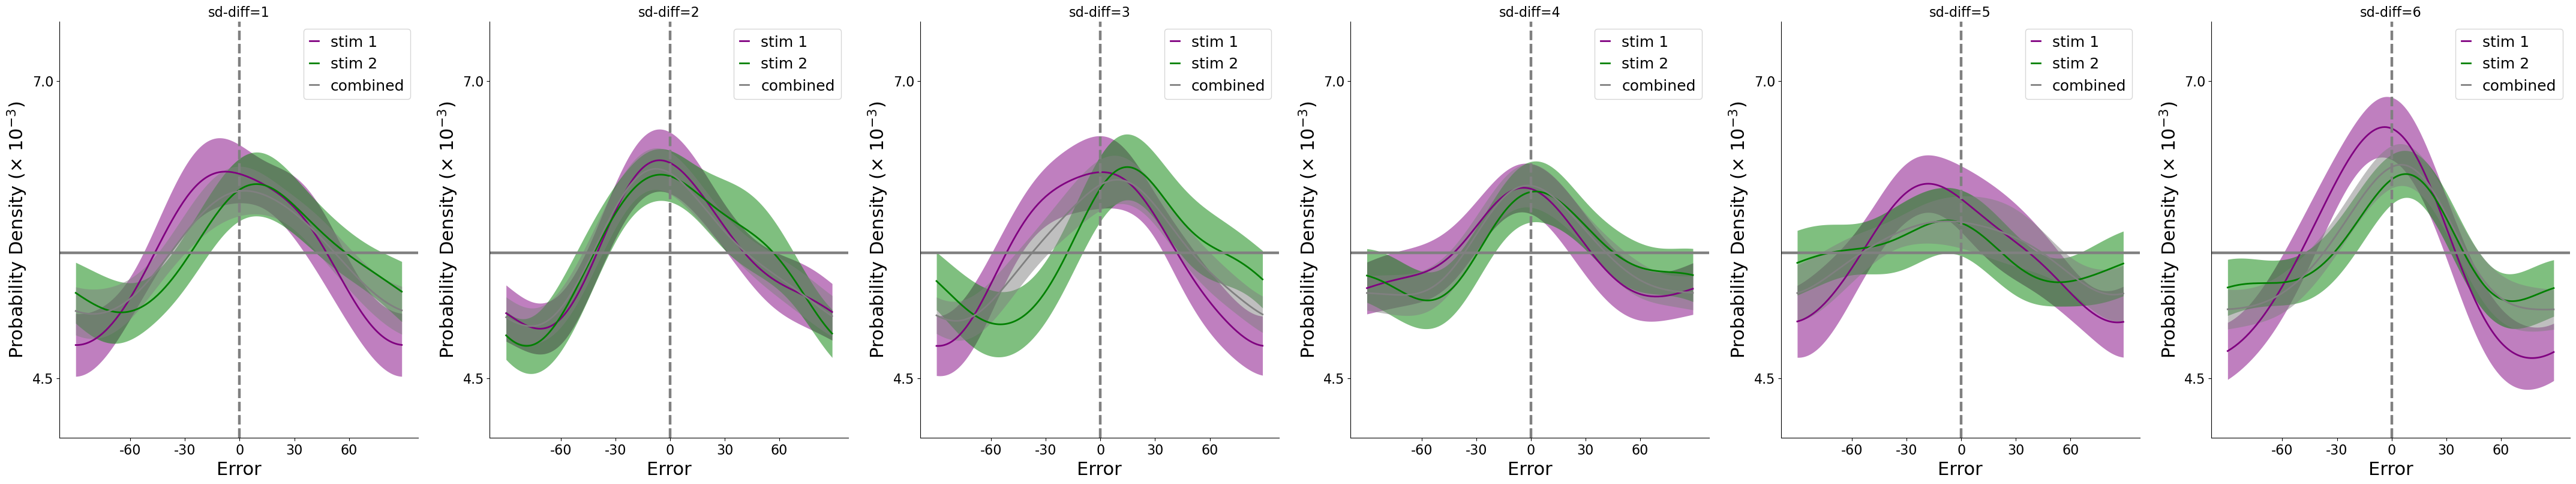 sd-diff=1
stim 1
stim 2
combined
7.0
4.5
Probability Density (× 10⁻³)
-60 -30 0 30 60
Error
sd-diff=2
stim 1
stim 2
combined
7.0
4.5
Probability Density (× 10⁻³)
-60 -30 0 30 60
Error
sd-diff=3
stim 1
stim 2
combined
7.0
4.5
Probability Density (× 10⁻³)
-60 -30 0 30 60
Error
sd-diff=4
stim 1
stim 2
combined
7.0
4.5
Probability Density (× 10⁻³)
-60 -30 0 30 60
Error
sd-diff=5
stim 1
stim 2
combined
7.0
4.5
Probability Density (× 10⁻³)
-60 -30 0 30 60
Error
sd-diff=6
stim 1
stim 2
combined
7.0
4.5
Probability Density (× 10⁻³)
-60 -30 0 30 60
Error